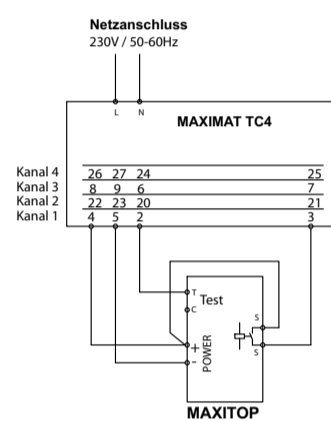 Netzanschluss
230V / 50-60Hz
L N
MAXIMAT TC4
Kanal 4 26 27 24 25
Kanal 3 8 9 6 7
Kanal 2 22 23 20 21
Kanal 1 4 5 2 3
T Test
C
S
+
POWER
S
-
MAXITOP